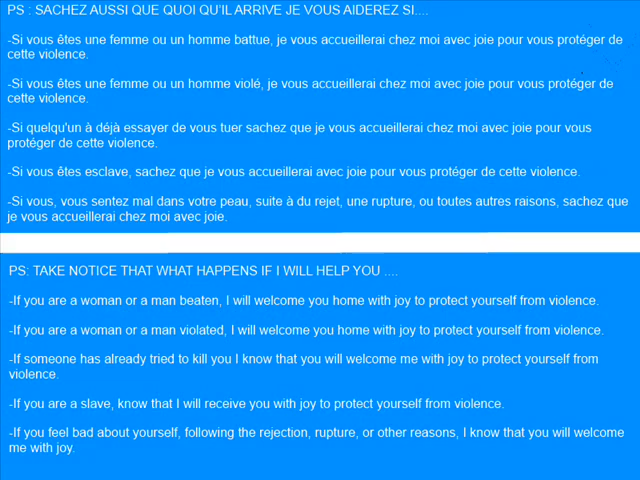 PS : SACHEZ AUSSI QUE QUOI QU'IL ARRIVE JE VOUS AIDEREZ SI....
-Si vous êtes une femme ou un homme battue, je vous accueillerai chez moi avec joie pour vous protéger de
cette violence.
-Si vous êtes une femme ou un homme violé, je vous accueillerai chez moi avec joie pour vous protéger de
cette violence.
-Si quelqu'un à déjà essayer de vous tuer sachez que je vous accueillerai chez moi avec joie pour vous
protéger de cette violence.
-Si vous êtes esclave, sachez que je vous accueillerai avec joie pour vous protéger de cette violence.
-Si vous, vous sentez mal dans votre peau, suite à du rejet, une rupture, ou toutes autres raisons, sachez que
je vous accueillerai chez moi avec joie.
PS: TAKE NOTICE THAT WHAT HAPPENS IF I WILL HELP YOU ....
-If you are a woman or a man beaten, I will welcome you home with joy to protect yourself from violence.
-If you are a woman or a man violated, I will welcome you home with joy to protect yourself from violence.
-If someone has already tried to kill you I know that you will welcome me with joy to protect yourself from
violence.
-If you are a slave, know that I will receive you with joy to protect yourself from violence.
-If you feel bad about yourself, following the rejection, rupture, or other reasons, I know that you will welcome
me with joy.